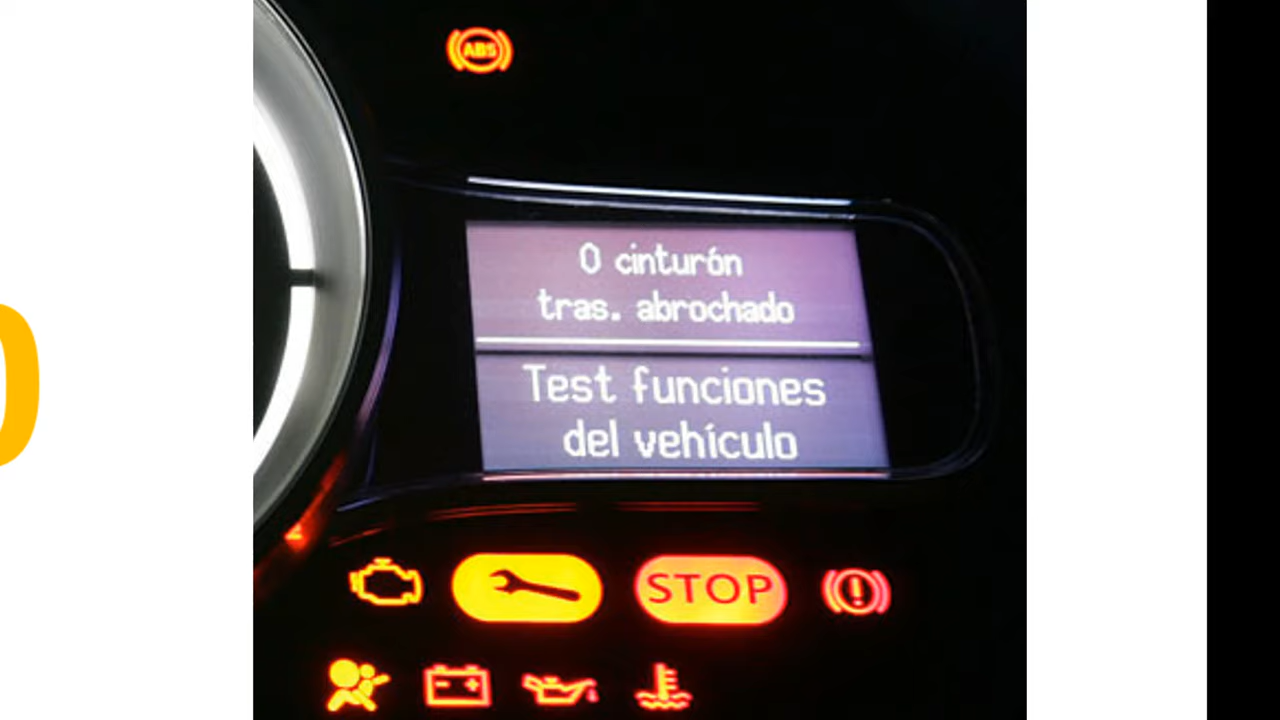 ABS
0 cinturón
tras. abrochado
Test funciones
del vehículo
STOP